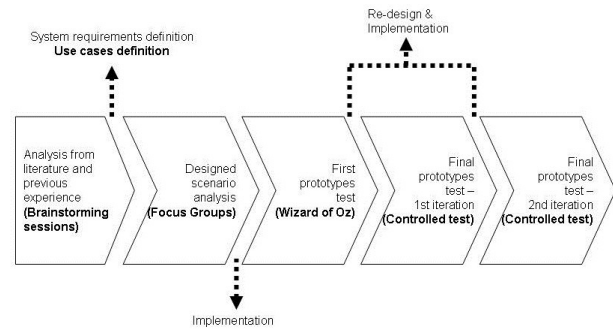 Re-design &
Implementation
System requirements definition
Use cases definition
Analysis from
literature and
previous
experience
(Brainstorming
sessions)
Designed
scenario
analysis
(Focus Groups)
First
prototypes
test
(Wizard of Oz)
Final
prototypes
test –
1st iteration
(Controlled test)
Final
prototypes
test – 2nd iteration
(Controlled test)
Implementation